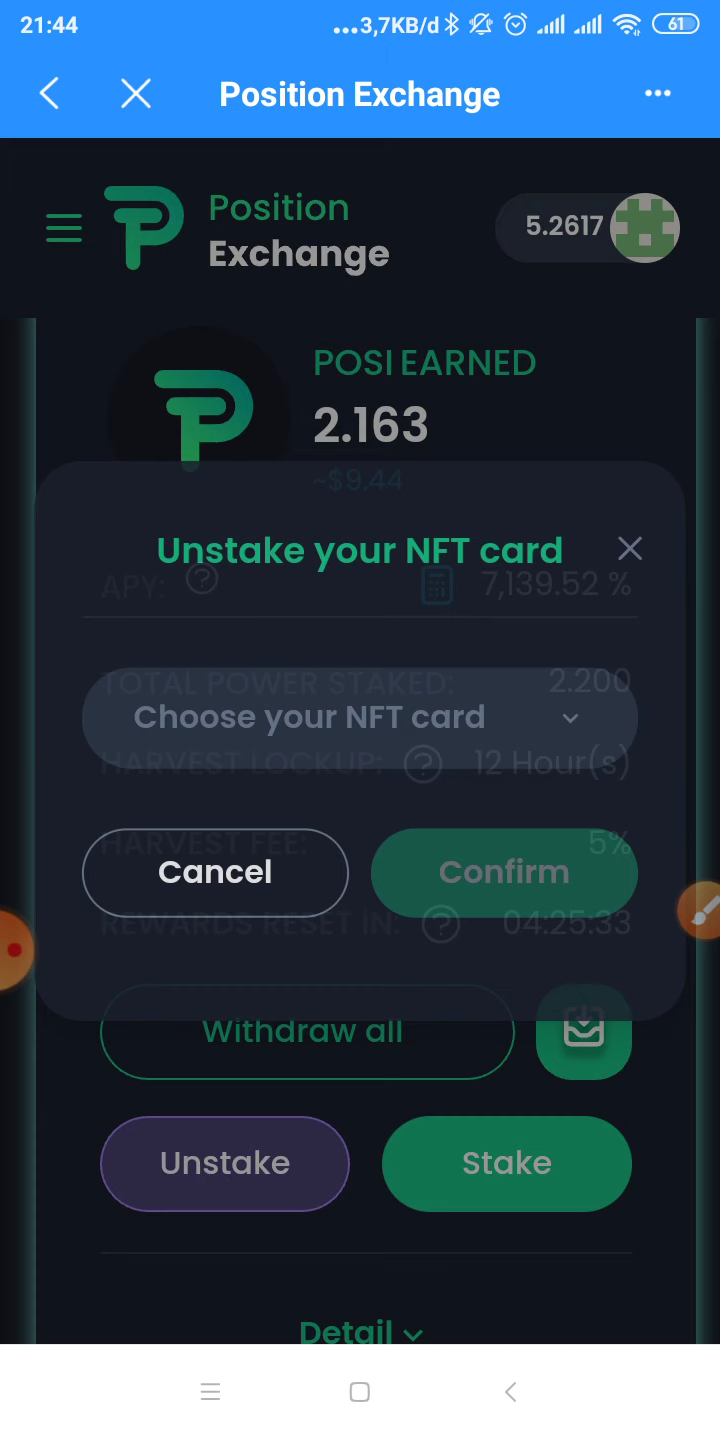 21:44 ...3,7KB/d 61
Position Exchange
Position
Exchange
5.2617
POSI EARNED
2.163
~$9.44
Unstake your NFT card
APY: 7,139.52 %
TOTAL POWER STAKED: 2.200
Choose your NFT card
HARVEST LOCKUP: 12 Hour(s)
HARVEST FEE: 5%
Cancel Confirm
REWARDS RESET IN: 04:25:33
Withdraw all
Unstake Stake
Detail